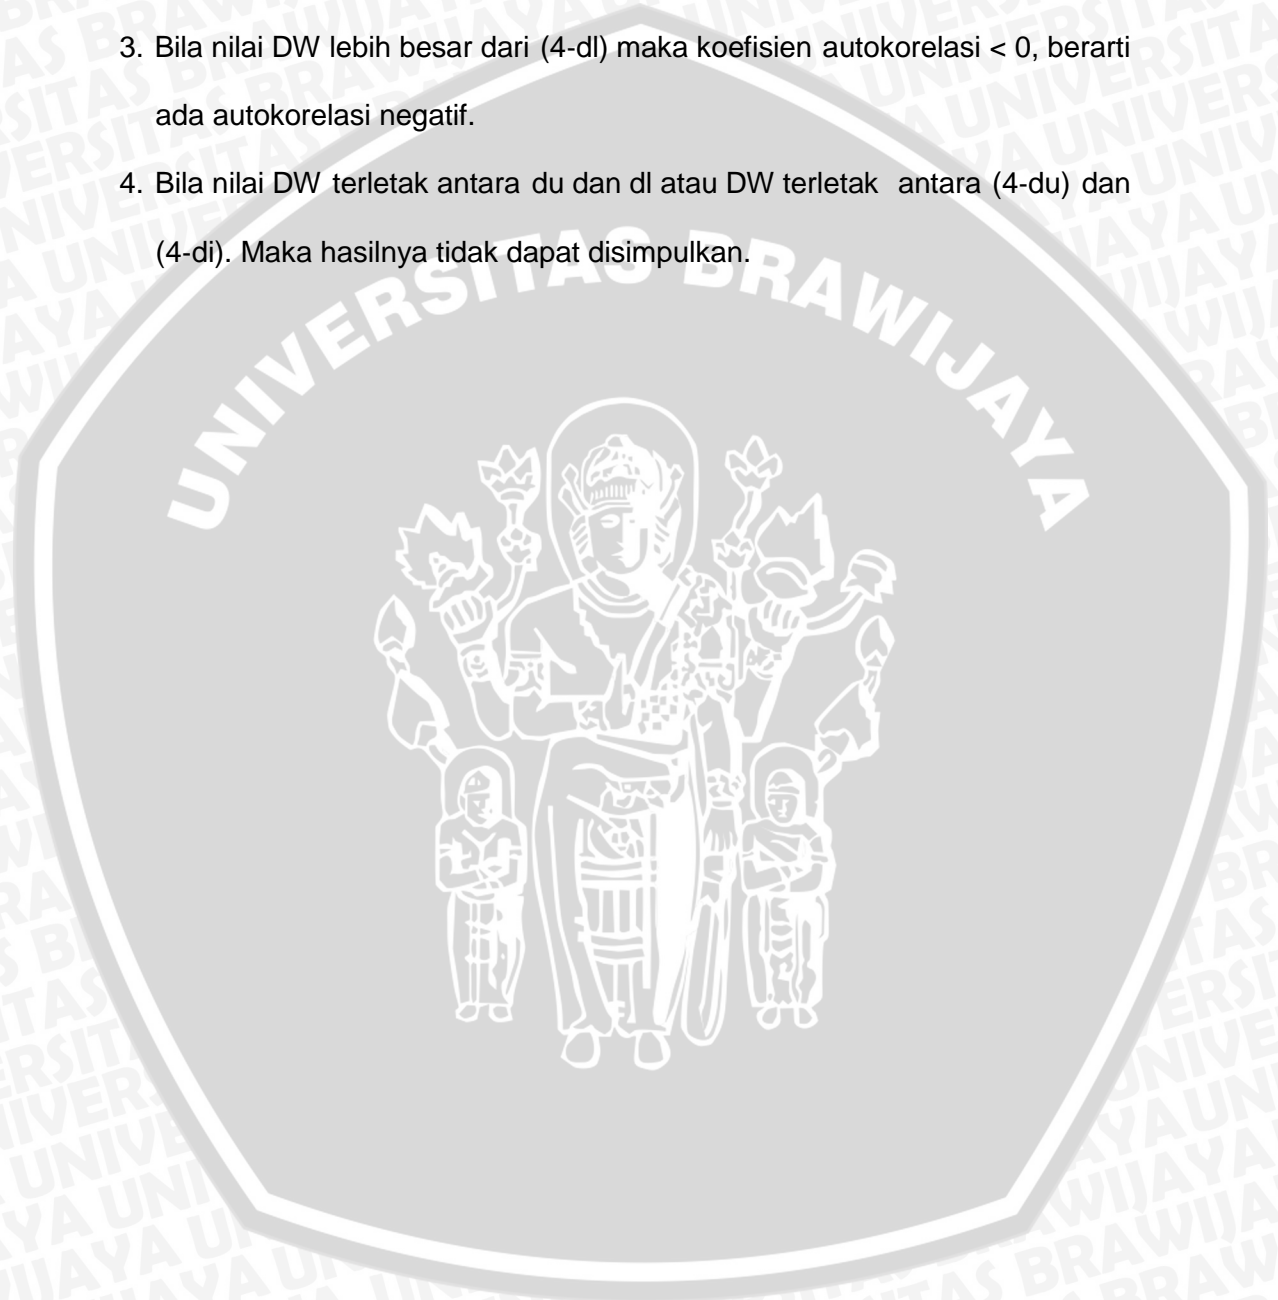 3. Bila nilai DW lebih besar dari (4-dl) maka koefisien autokorelasi < 0, berarti
ada autokorelasi negatif.
4. Bila nilai DW terletak antara du dan dl atau DW terletak antara (4-du) dan
(4-di). Maka hasilnya tidak dapat disimpulkan.
UNIVERSITAS BRAWIJAYA